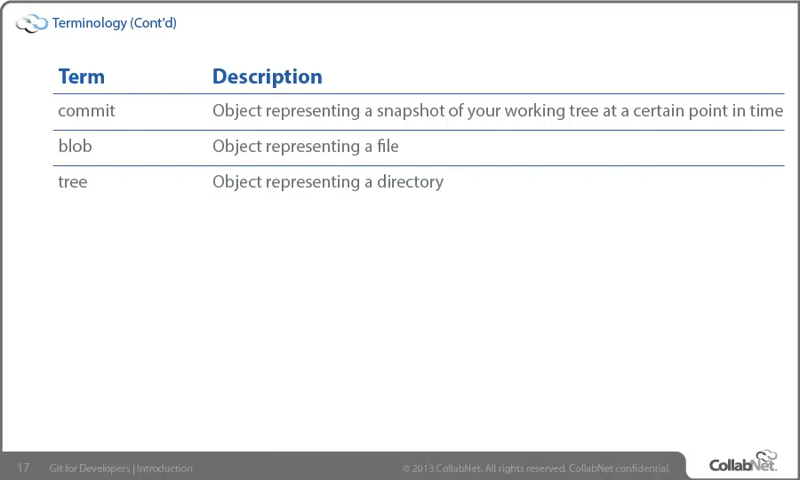 Terminology (Cont'd)
Term Description
commit Object representing a snapshot of your working tree at a certain point in time
blob Object representing a file
tree Object representing a directory
17 Git for Developers | Introduction © 2013 CollabNet. All rights reserved. CollabNet confidential. CollabNet